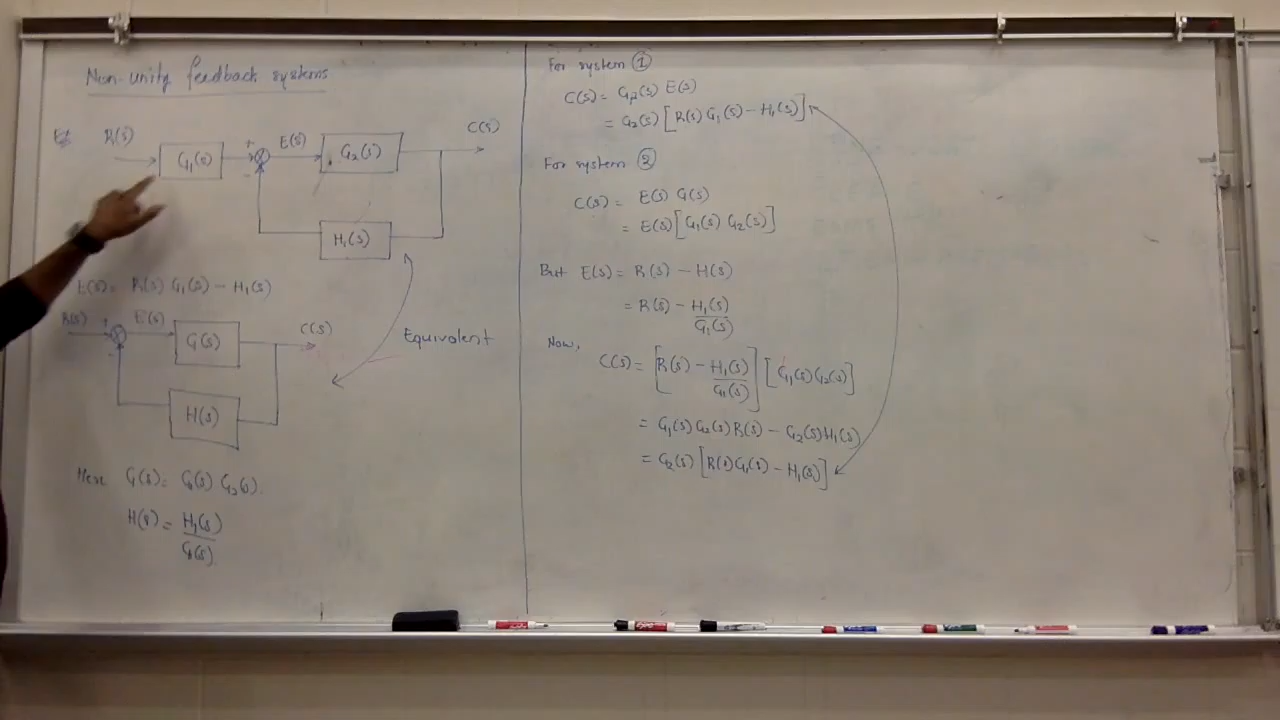 Non-unity feedback systems
R(s)
G₁(s)
+
-
E(s)
G₂(s)
C(s)
H₁(s)
E(s) = R(s) G₁(s) - H₁(s)
R(s)
+
-
E(s)
G(s)
C(s)
H(s)
Equivalent
Here G(s) = G₁(s) G₂(s).
H(s) = H₁(s)
G₁(s).
For system ①
C(s) = G₂(s) E(s)
= G₂(s) [R(s) G₁(s) - H₁(s)]
For system ②
C(s) = E(s) G(s)
= E(s) [G₁(s) G₂(s)]
But E(s) = R(s) - H(s)
= R(s) - H₁(s)
G₁(s)
Now,
C(s) = [R(s) - H₁(s) / G₁(s)] [G₁(s) G₂(s)]
= G₁(s) G₂(s) R(s) - G₂(s) H₁(s)
= G₂(s) [R(s) G₁(s) - H₁(s)]